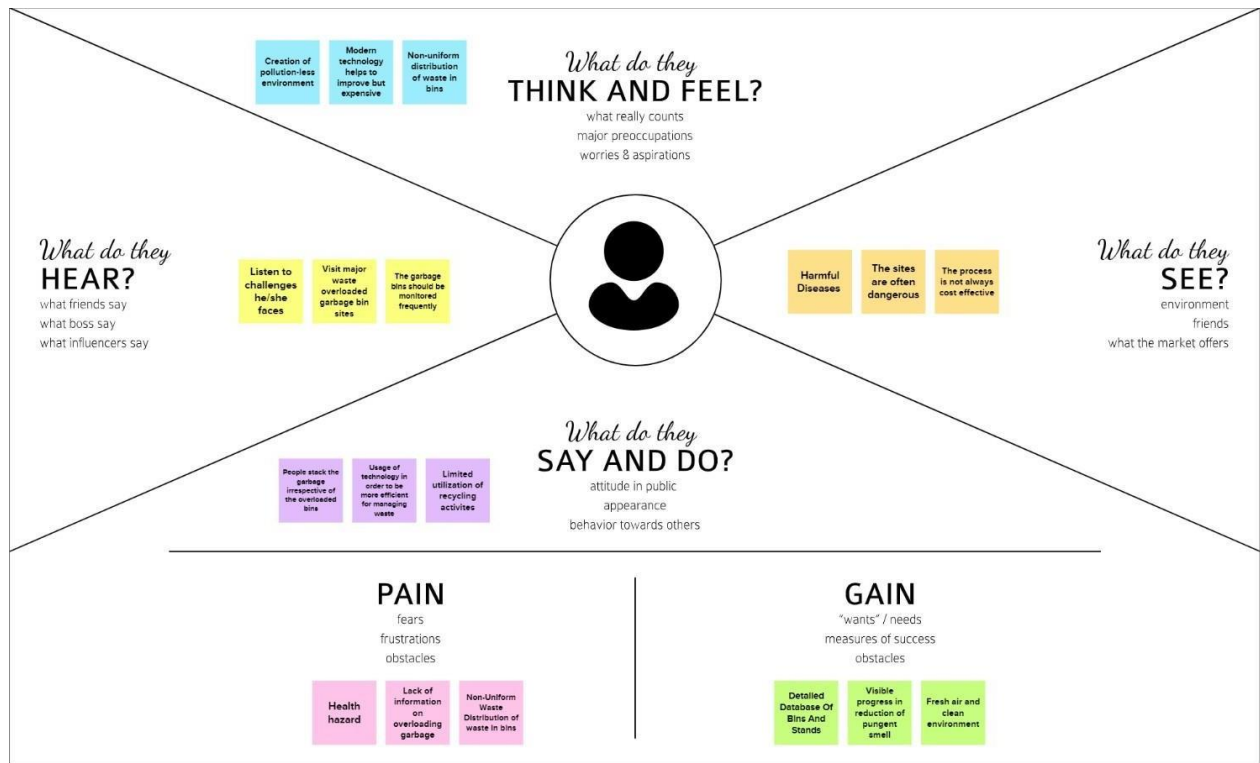 Creation of
pollution-less
environment
Modern
technology
helps to
improve but
expensive
Non-uniform
distribution
of waste in
bins
What do they
THINK AND FEEL?
what really counts
major preoccupations
worries & aspirations
What do they
HEAR?
what friends say
what boss say
what influencers say
Listen to
challenges
he/she
faces
Visit major
waste
overloaded
garbage bin
sites
The garbage
bins should be
monitored
frequently
Harmful
Diseases
The sites
are often
dangerous
The process
is not always
cost effective
What do they
SEE?
environment
friends
what the market offers
What do they
SAY AND DO?
attitude in public
appearance
behavior towards others
People stack the
garbage
irrespective of
the overloaded
bins
Usage of
technology in
order to be
more efficient
for managing
waste
Limited
utilization of
recycling
activites
PAIN
fears
frustrations
obstacles
Health
hazard
Lack of
information
on
overloading
garbage
Non-Uniform
Waste
Distribution of
waste in bins
GAIN
"wants" / needs
measures of success
obstacles
Detailed
Database Of
Bins And
Stands
Visible
progress in
reduction of
pungent
smell
Fresh air and
clean
environment